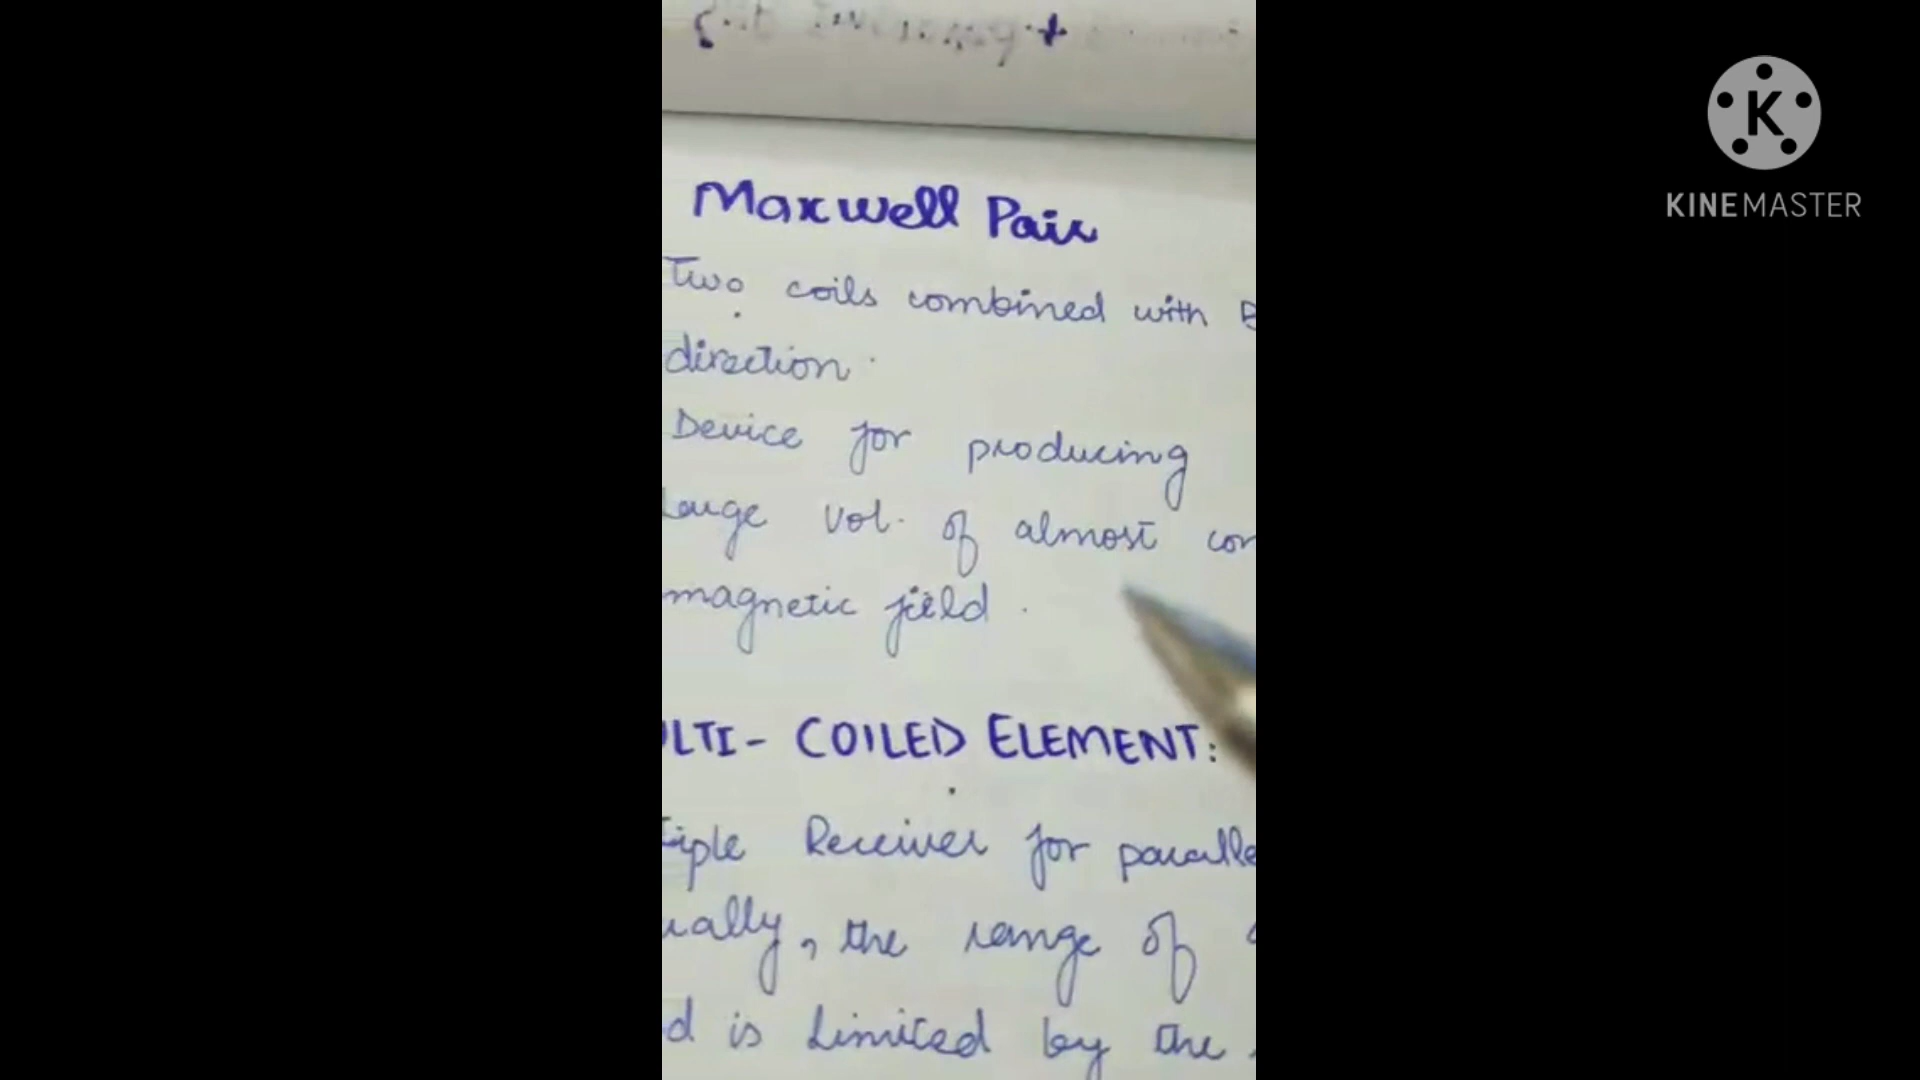 Maxwell Pair
Two coils combined with
direction.
Device for producing
Large vol. of almost
magnetic field.
LTI- COILED ELEMENT:
Receiver for
the range of
is limited by the
K
KINEMASTER